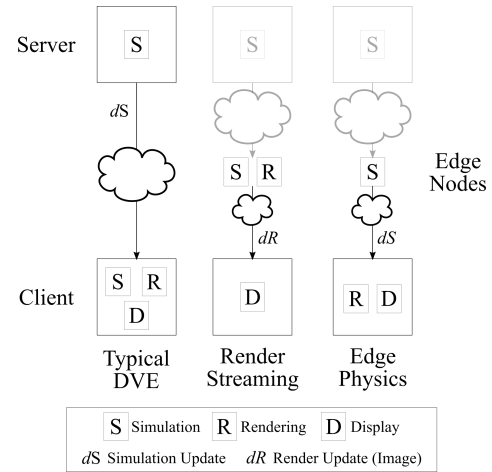 Server S S S
dS
S R S Edge
Nodes
dR dS
Client S R D D R D
Typical Render Edge
DVE Streaming Physics
S Simulation R Rendering D Display
dS Simulation Update dR Render Update (Image)